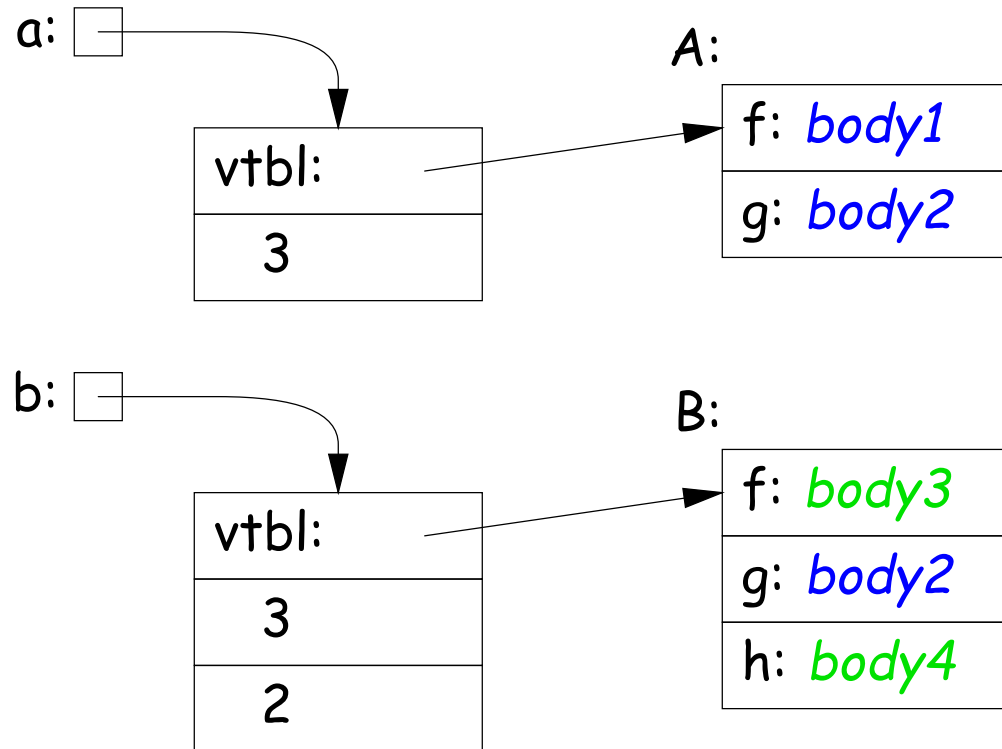 a:
A:
vtbl:
f: body1
3
g: body2
b:
B:
vtbl:
f: body3
3
g: body2
2
h: body4